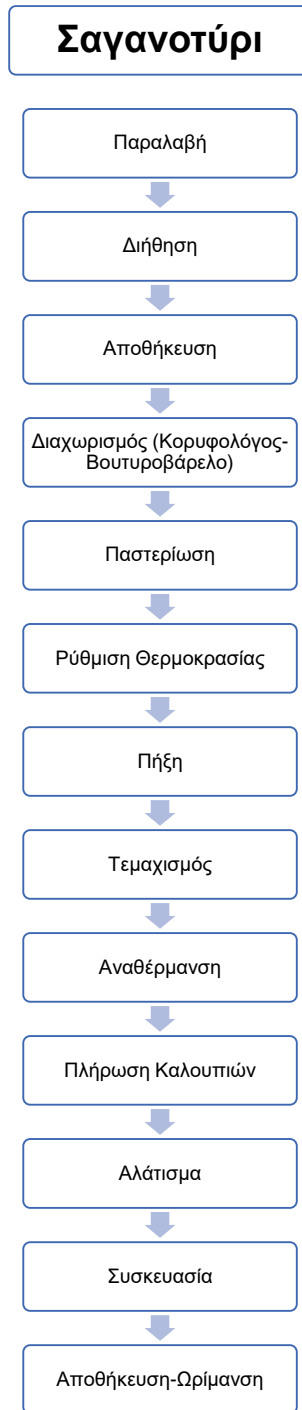 Σαγανοτύρι
Παραλαβή
Διήθηση
Αποθήκευση
Διαχωρισμός (Κορυφολόγος-
Βουτυροβάρελο)
Παστερίωση
Ρύθμιση Θερμοκρασίας
Πήξη
Τεμαχισμός
Αναθέρμανση
Πλήρωση Καλουπιών
Αλάτισμα
Συσκευασία
Αποθήκευση-Ωρίμανση